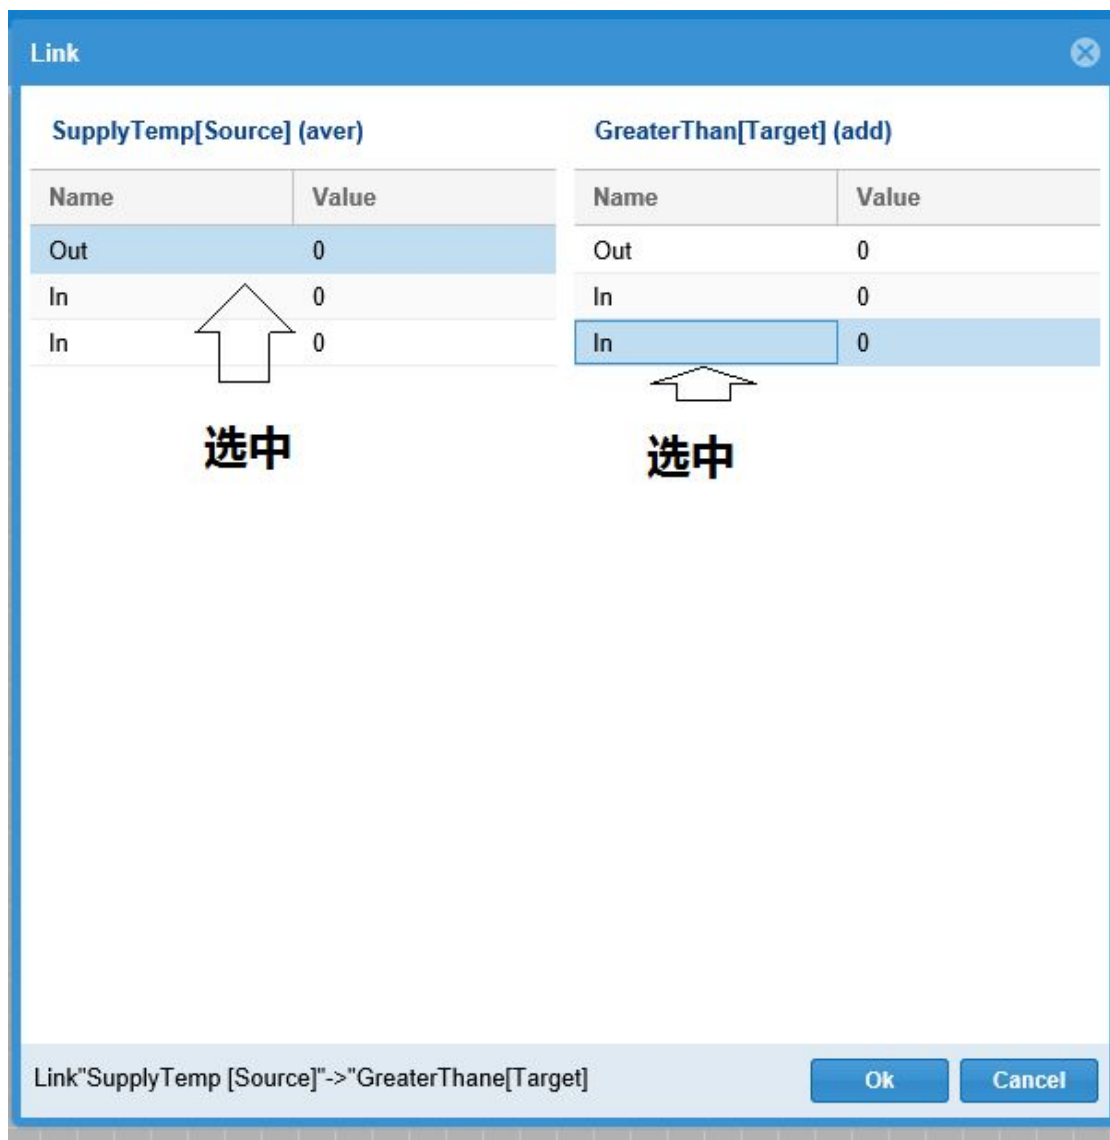 Link
SupplyTemp[Source] (aver)
GreaterThan[Target] (add)
Name Value
Name Value
Out 0
Out 0
In 0
In 0
In 0
In 0
选中
选中
Link"SupplyTemp [Source]"->"GreaterThane[Target]
Ok
Cancel